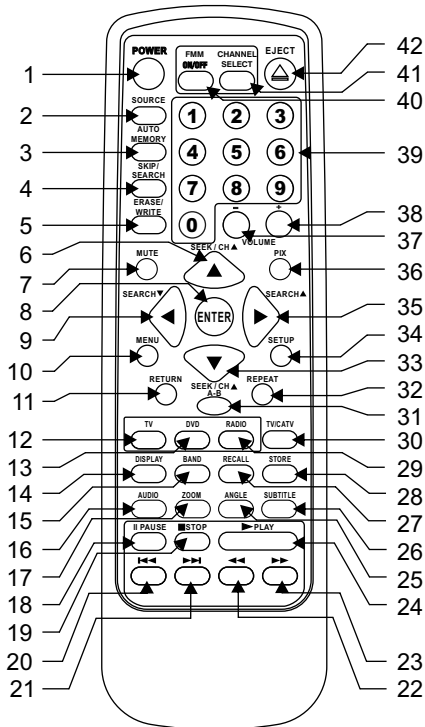 POWER
FMM
ON/OFF
CHANNEL
SELECT
EJECT
SOURCE
AUTO
MEMORY
SKIP/
SEARCH
ERASE/
WRITE
1 2 3
4 5 6
7 8 9
0
- +
VOLUME
MUTE
SEEK/CH▲
PIX
▲
SEARCH▼
SEARCH▲
◀ ENTER ▶
MENU
SETUP
▼
RETURN
SEEK/CH▲
A-B
REPEAT
TV DVD RADIO TV/CATV
DISPLAY BAND RECALL STORE
AUDIO ZOOM ANGLE SUBTITLE
II PAUSE ■STOP ▶PLAY
I◀◀ ▶▶I ◀◀ ▶▶
1
2
3
4
5
6
7
8
9
10
11
12
13
14
15
16
17
18
19
20
21
42
41
40
39
38
37
36
35
34
33
32
31
30
29
28
27
26
25
24
23
22